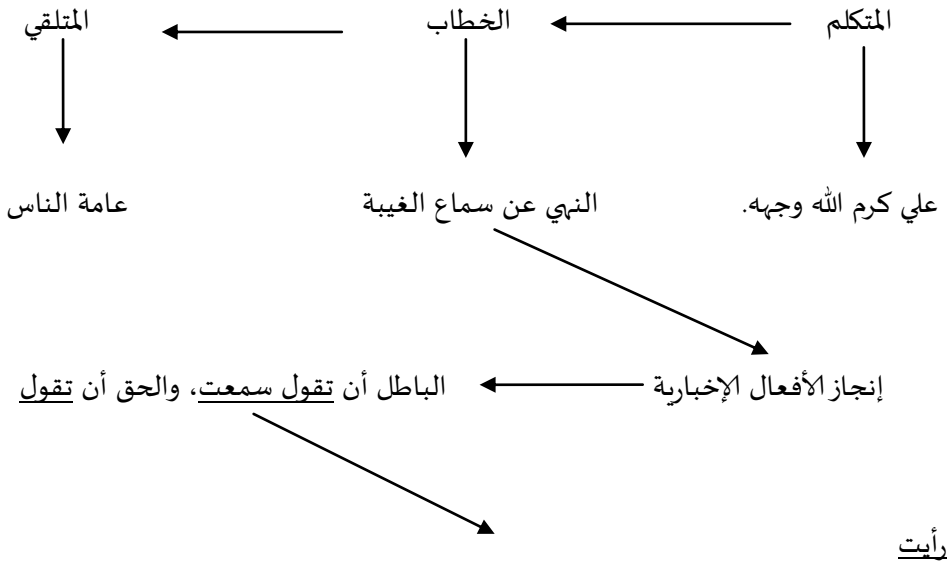 المتكلم الخطاب المتلقي
علي كرم الله وجهه. النهي عن سماع الغيبة عامة الناس
إنجاز الأفعال الإخبارية الباطل أن تقول سمعت، والحق أن تقول
رأيت